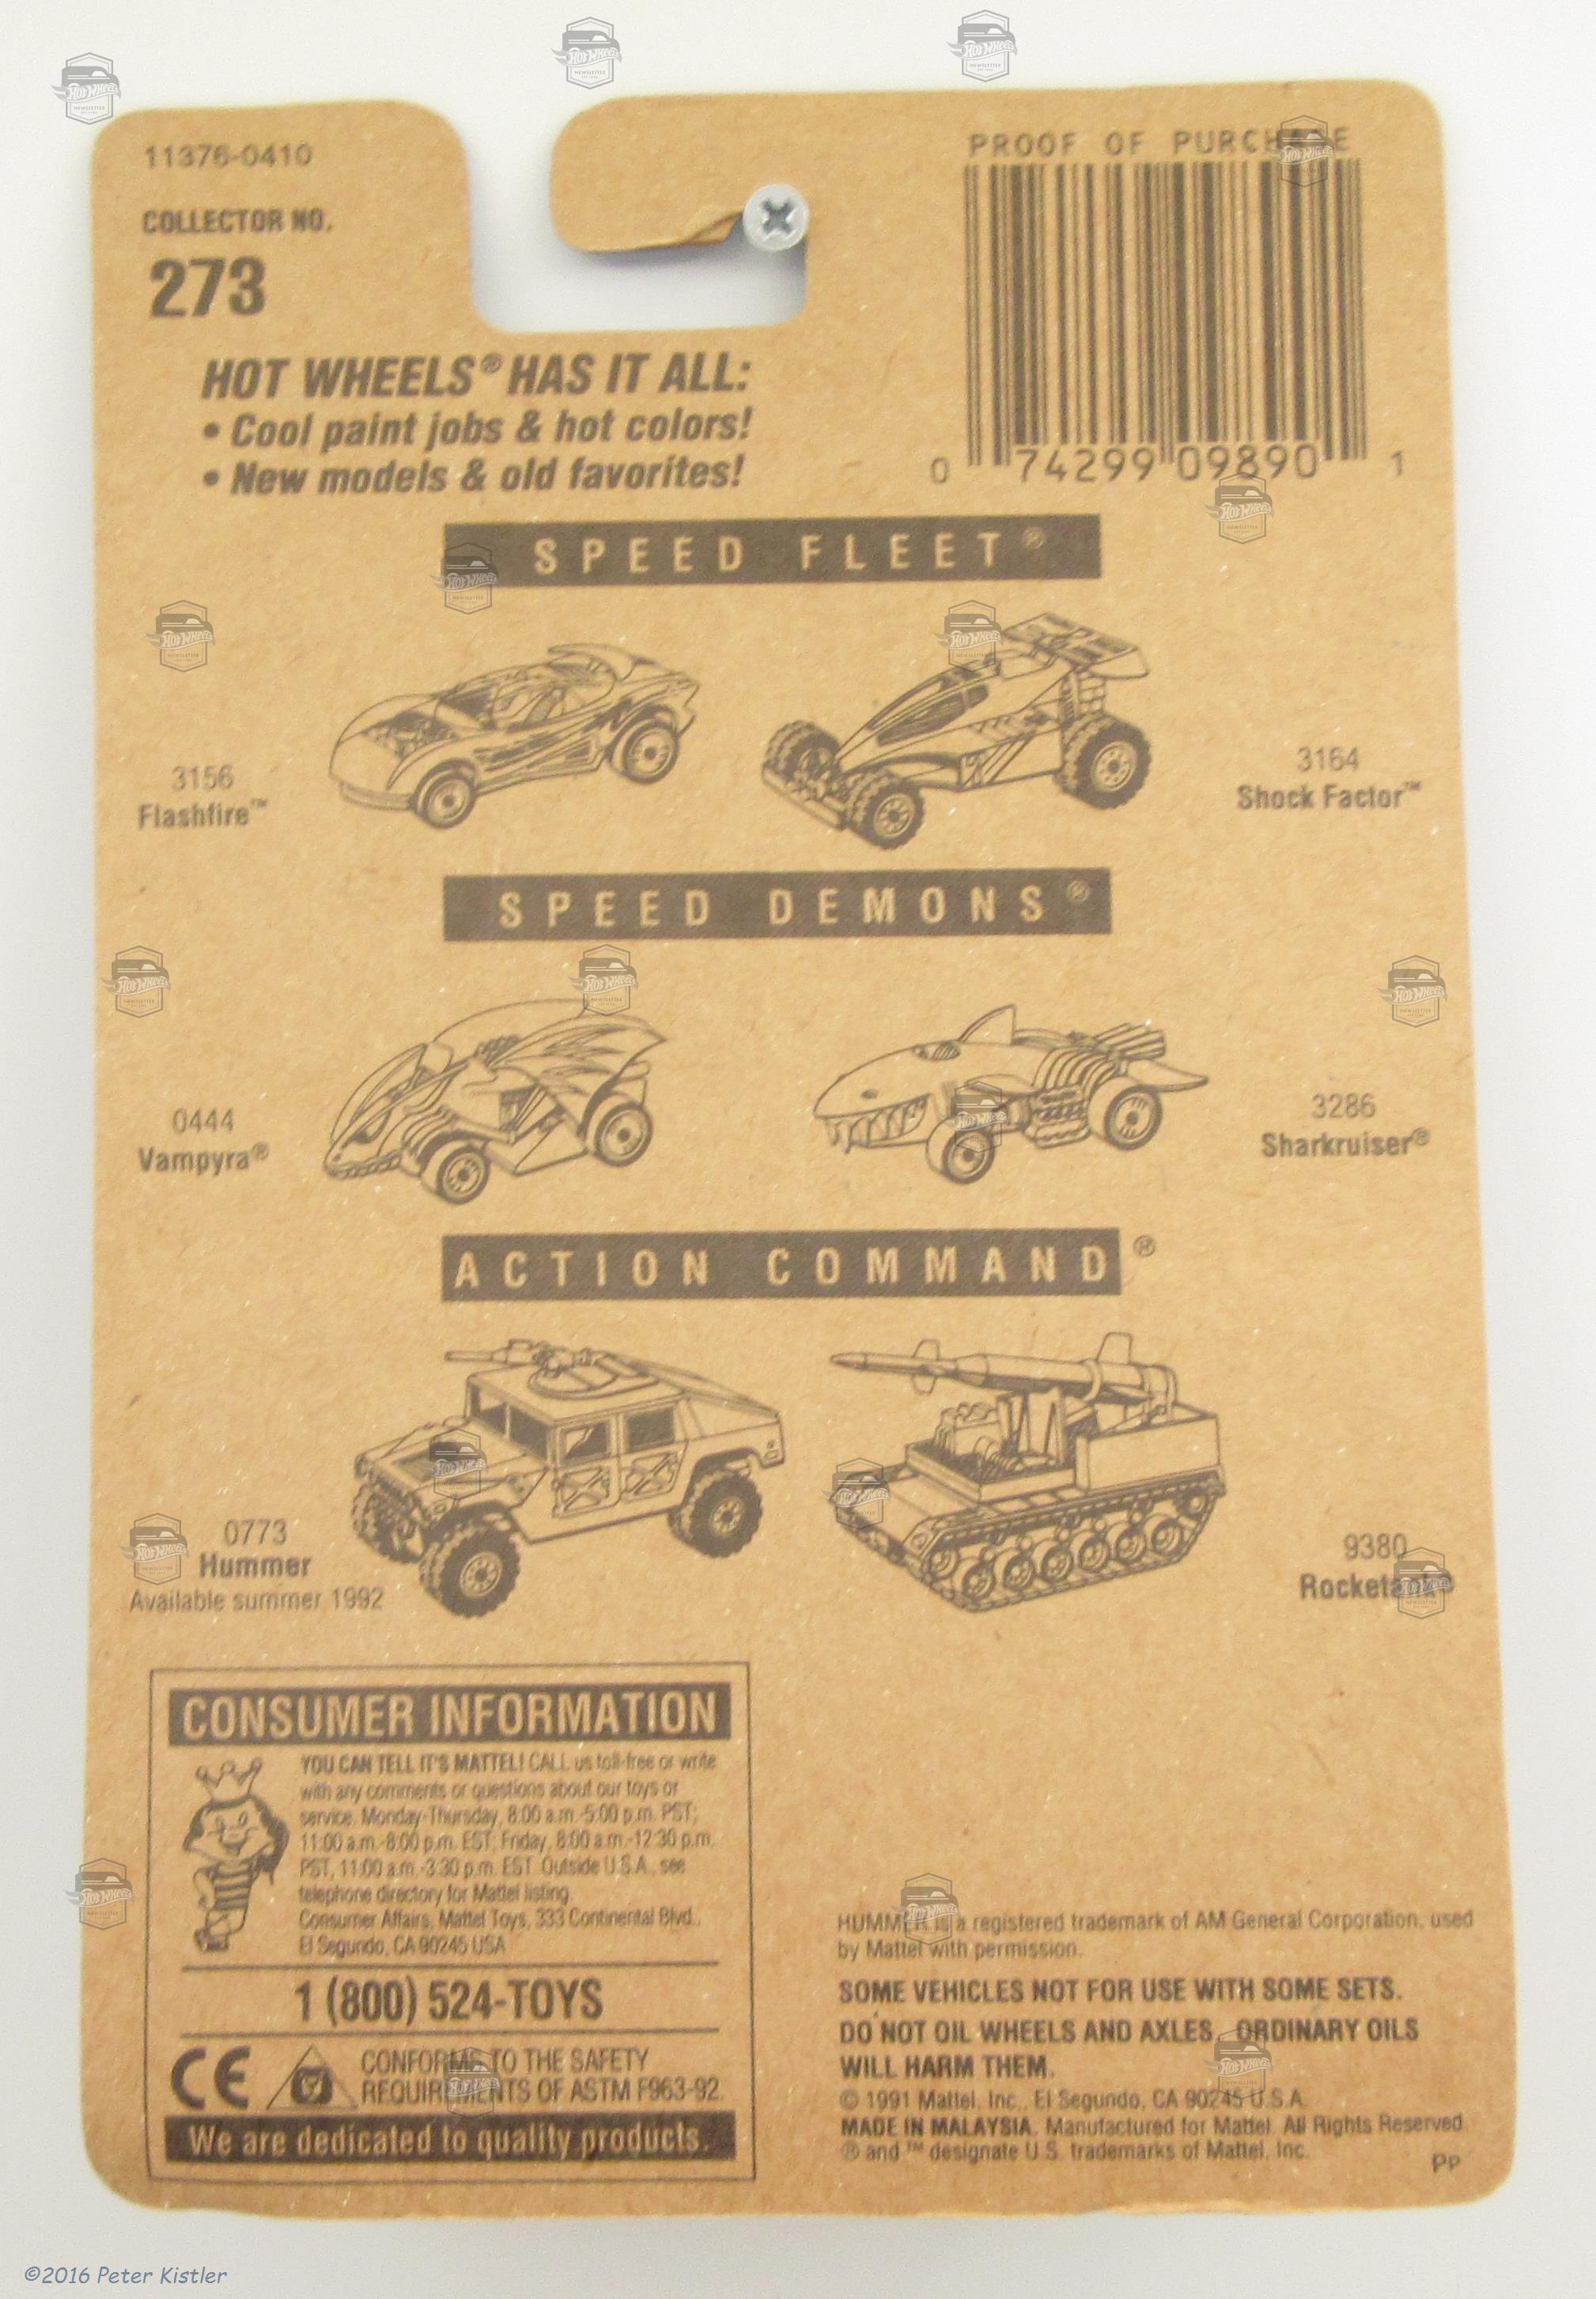 11376-0410
COLLECTOR NO.
273
HOT WHEELS® HAS IT ALL:
• Cool paint jobs & hot colors!
• New models & old favorites!
PROOF OF PURCHASE
0 74299 09890 1
SPEED FLEET®
3156
Flashfire™
3164
Shock Factor™
SPEED DEMONS®
0444
Vampyra®
3286
Sharkruiser®
ACTION COMMAND®
0773
Hummer
Available summer 1992
9380
Rocketank®
CONSUMER INFORMATION
YOU CAN TELL IT'S MATTEL! CALL us toll-free or write
with any comments or questions about our toys or
service. Monday-Thursday, 8:00 a.m.-5:00 p.m. PST;
11:00 a.m.-8:00 p.m. EST; Friday, 8:00 a.m.-12:30 p.m.
PST, 11:00 a.m.-3:30 p.m. EST. Outside U.S.A., see
telephone directory for Mattel listing.
Consumer Affairs, Mattel Toys, 333 Continental Blvd.,
El Segundo, CA 90245 USA
1 (800) 524-TOYS
CE
CONFORMS TO THE SAFETY
REQUIREMENTS OF ASTM F963-92.
We are dedicated to quality products.
HUMMER is a registered trademark of AM General Corporation, used
by Mattel with permission.
SOME VEHICLES NOT FOR USE WITH SOME SETS.
DO NOT OIL WHEELS AND AXLES. ORDINARY OILS
WILL HARM THEM.
© 1991 Mattel, Inc., El Segundo, CA 90245 U.S.A.
MADE IN MALAYSIA. Manufactured for Mattel. All Rights Reserved.
® and ™ designate U.S. trademarks of Mattel, Inc.
PP
©2016 Peter Kistler